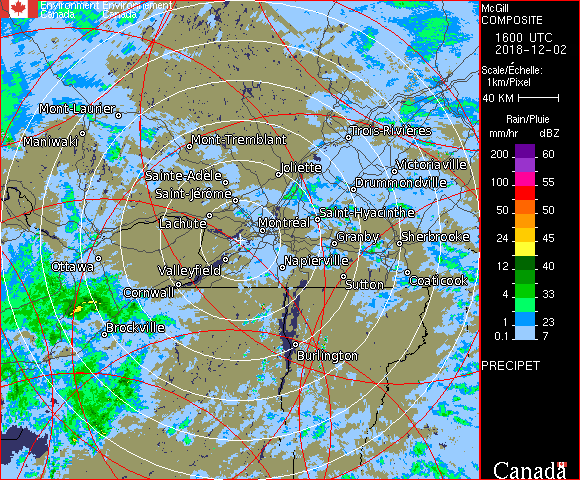 Environment Environnement
Canada Canada
McGill
COMPOSITE
1600 UTC
2018-12-02
Scale/Échelle:
1km/Pixel
40 KM
Rain/Pluie
mm/hr dBZ
200 60
100 55
50 50
24 45
12 40
4 33
1 23
0.1 7
PRECIPET
Canada
Mont-Laurier
Maniwaki
Mont-Tremblant
Trois-Rivières
Joliette
Victoriaville
Sainte-Adèle
Drummondville
Saint-Jérôme
Lachute
Saint-Hyacinthe
Montréal
Granby
Sherbrooke
Ottawa
Valleyfield
Napierville
Cornwall
Sutton
Coaticook
Brockville
Burlington